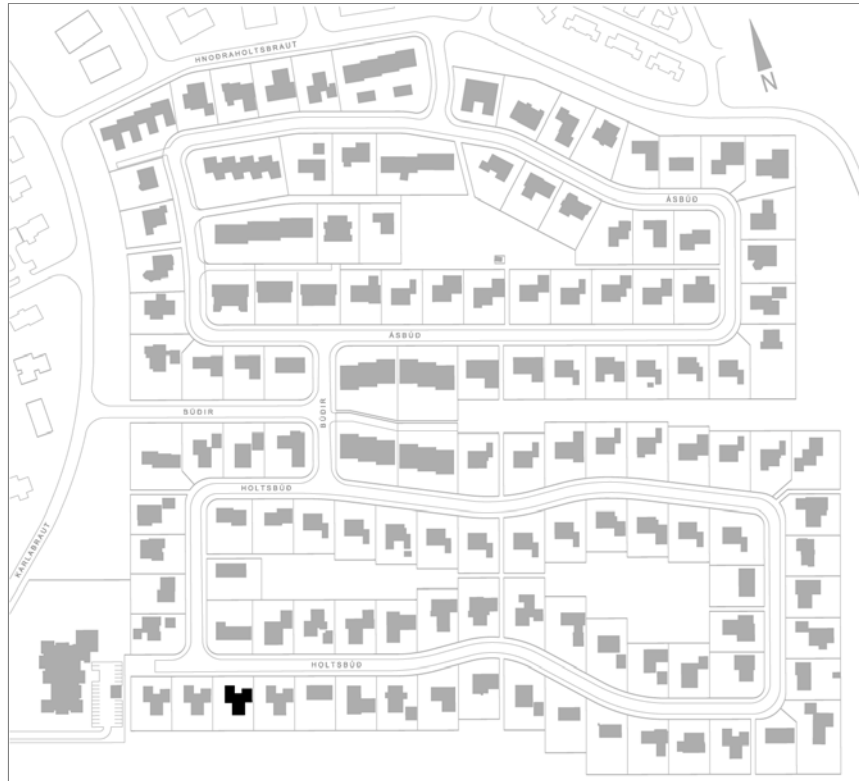 HNOÐRAHOLTSBRAUT
N
ÁSBÚÐ
ÁSBÚÐ
BÚÐIR
BÚÐIR
HOLTSBÚÐ
KARLABRAUT
HOLTSBÚÐ